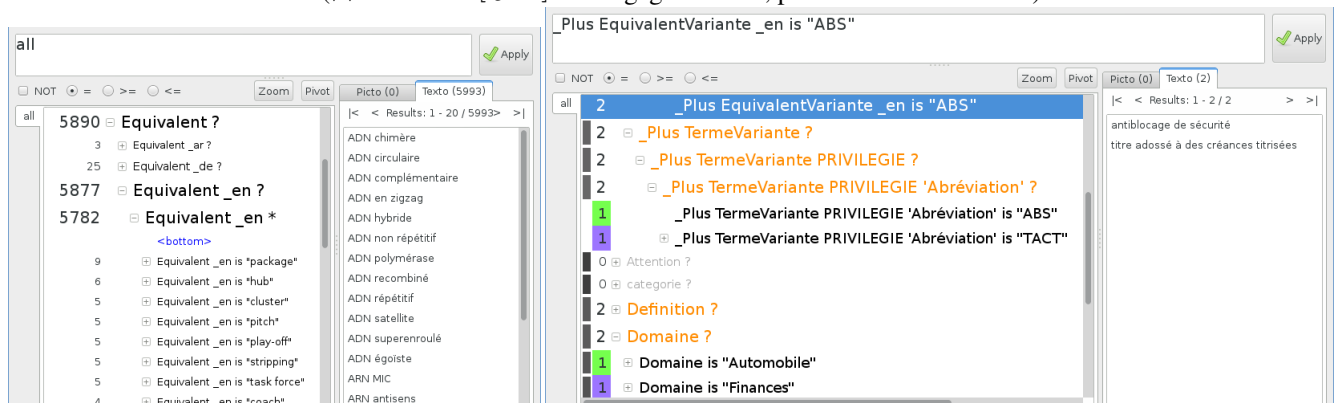 all
Apply
NOT = >= <=
Zoom Pivot
Picto (0) Texto (5993)
all
5890 Equivalent ?
3 Equivalent _ar ?
25 Equivalent _de ?
5877 Equivalent _en ?
5782 Equivalent _en *
<bottom>
9 Equivalent _en is "package"
6 Equivalent _en is "hub"
5 Equivalent _en is "cluster"
5 Equivalent _en is "pitch"
5 Equivalent _en is "play-off"
5 Equivalent _en is "stripping"
5 Equivalent _en is "task force"
4 Equivalent _en is "coach"
|< < Results: 1 - 20 / 5993> >|
ADN chimère
ADN circulaire
ADN complémentaire
ADN en zigzag
ADN hybride
ADN non répétitif
ADN polymérase
ADN recombiné
ADN répétitif
ADN satellite
ADN superenroulé
ADN égoïste
ARN MIC
ARN antisens
_Plus EquivalentVariante _en is "ABS"
Apply
NOT = >= <=
Zoom Pivot
Picto (0) Texto (2)
all
2 _Plus EquivalentVariante _en is "ABS"
2 _Plus TermeVariante ?
2 _Plus TermeVariante PRIVILEGIE ?
2 _Plus TermeVariante PRIVILEGIE 'Abréviation' ?
1 _Plus TermeVariante PRIVILEGIE 'Abréviation' is "ABS"
1 _Plus TermeVariante PRIVILEGIE 'Abréviation' is "TACT"
0 Attention ?
0 categorie ?
2 Definition ?
2 Domaine ?
1 Domaine is "Automobile"
1 Domaine is "Finances"
|< < Results: 1 - 2 / 2 > >|
antiblocage de sécurité
titre adossé à des créances titrisées